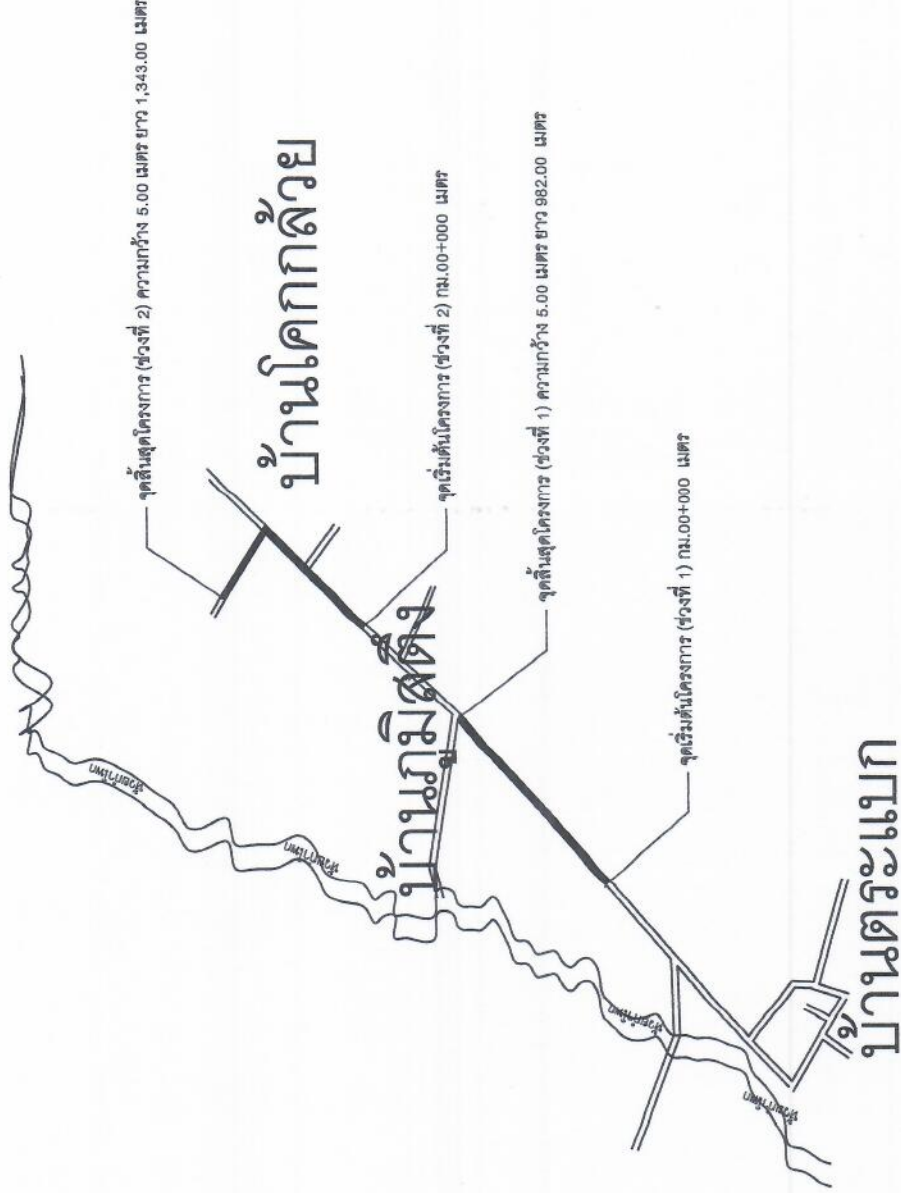 จุดสิ้นสุดโครงการ (ช่วงที่ 2) ความกว้าง 5.00 เมตร ยาว 1,343.00 เมตร
บ้านโคกกล้วย
จุดเริ่มต้นโครงการ (ช่วงที่ 2) กม.00+000 เมตร
บ้านภูมิสตึง
จุดสิ้นสุดโครงการ (ช่วงที่ 1) ความกว้าง 5.00 เมตร ยาว 982.00 เมตร
จุดเริ่มต้นโครงการ (ช่วงที่ 1) กม.00+000 เมตร
บ้านตระแบก